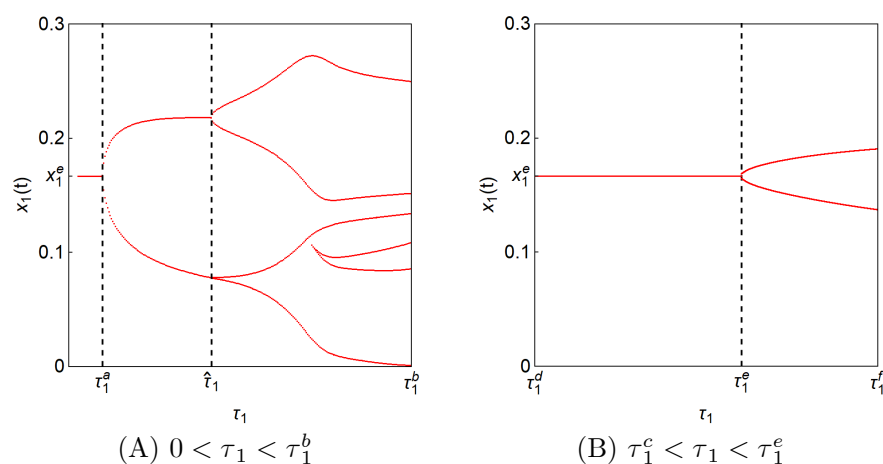 0.3
0.2
x₁ᵉ
0.1
0
x₁(t)
τ₁ᵃ
τ̂₁
τ₁ᵇ
τ₁
(A) 0 < τ₁ < τ₁ᵇ
0.3
0.2
x₁ᵉ
0.1
0
x₁(t)
τ₁ᵈ
τ₁ᵉ
τ₁ᶠ
τ₁
(B) τ₁ᶜ < τ₁ < τ₁ᵉ